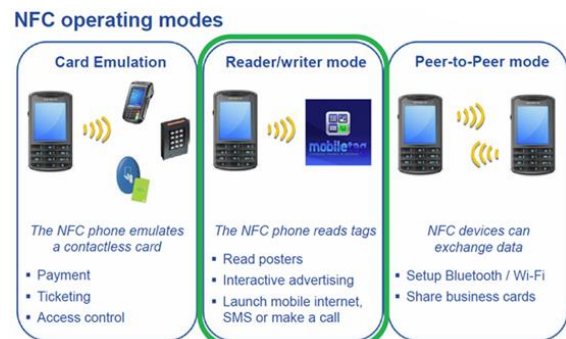 NFC operating modes
Card Emulation
The NFC phone emulates
a contactless card
▪ Payment
▪ Ticketing
▪ Access control
Reader/writer mode
mobiletag
The NFC phone reads tags
▪ Read posters
▪ Interactive advertising
▪ Launch mobile internet,
SMS or make a call
Peer-to-Peer mode
NFC devices can
exchange data
▪ Setup Bluetooth / Wi-Fi
▪ Share business cards